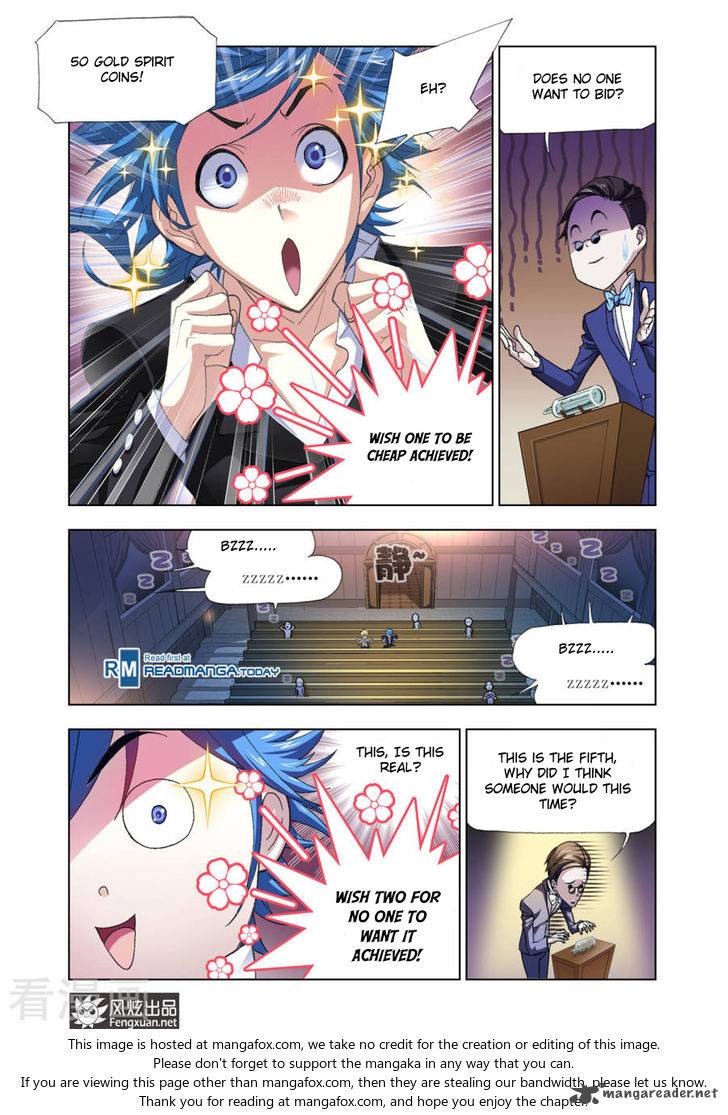 50 GOLD SPIRIT
COINS!
EH?
DOES NO ONE
WANT TO BID?
WISH ONE TO BE
CHEAP ACHIEVED!
BZZZ.....
ZZZZZ••••••
静~
Z
Z
Z
Z
Z
Z
Z
Z
BZZZ.....
ZZZZZ••••••
RM
Read first at
READMANGA.TODAY
THIS, IS THIS
REAL?
WISH TWO FOR
NO ONE TO
WANT IT
ACHIEVED!
THIS IS THE FIFTH,
WHY DID I THINK
SOMEONE WOULD THIS
TIME?
看漫画
风炫出品
Fengxuan.net
This image is hosted at mangafox.com, we take no credit for the creation or editing of this image.
Please don't forget to support the mangaka in any way that you can.
If you are viewing this page other than mangafox.com, then they are stealing our bandwidth, please let us know.
Thank you for reading at mangafox.com, and hope you enjoy the chapter.
mangareader.net